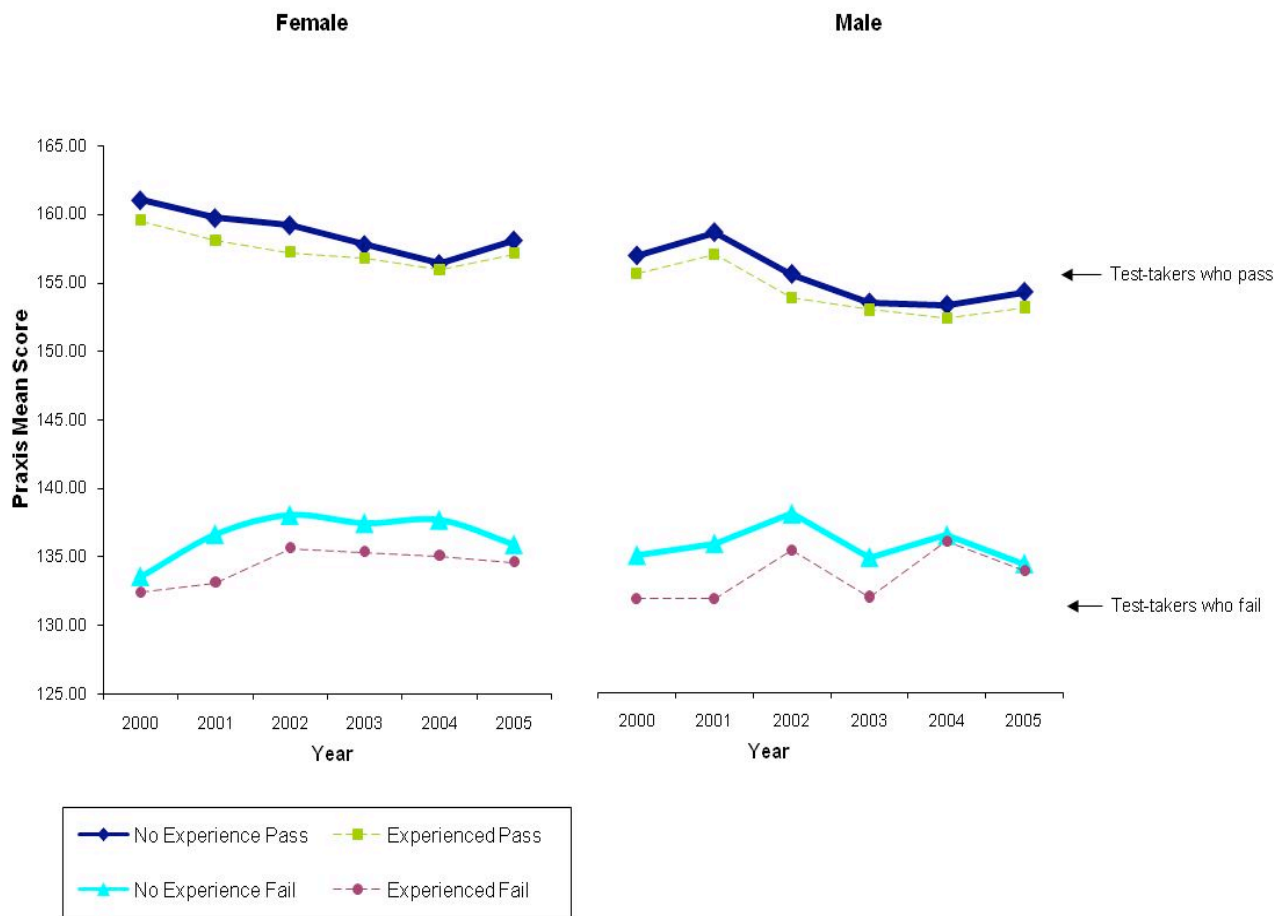 Female
Male
165.00
160.00
155.00
150.00
145.00
140.00
135.00
130.00
125.00
Praxis Mean Score
2000 2001 2002 2003 2004 2005
Year
2000 2001 2002 2003 2004 2005
Year
Test-takers who pass
Test-takers who fail
No Experience Pass Experienced Pass
No Experience Fail Experienced Fail